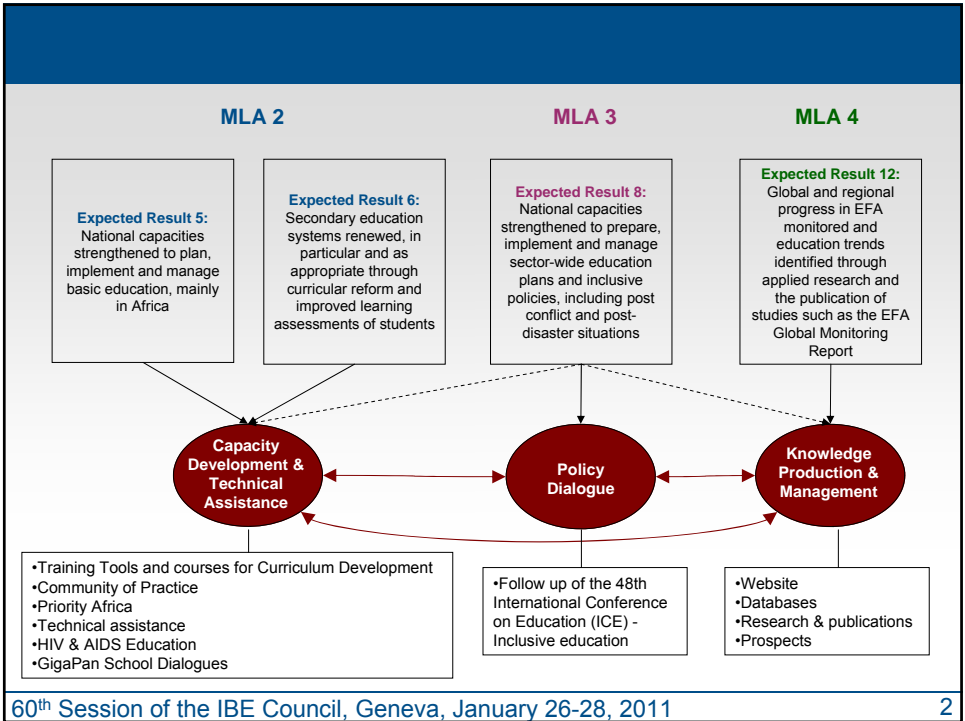 MLA 2
MLA 3
MLA 4
Expected Result 5:
National capacities
strengthened to plan,
implement and manage
basic education, mainly
in Africa
Expected Result 6:
Secondary education
systems renewed, in
particular and as
appropriate through
curricular reform and
improved learning
assessments of students
Expected Result 8:
National capacities
strengthened to prepare,
implement and manage
sector-wide education
plans and inclusive
policies, including post
conflict and post-
disaster situations
Expected Result 12:
Global and regional
progress in EFA
monitored and
education trends
identified through
applied research and
the publication of
studies such as the EFA
Global Monitoring
Report
Capacity
Development &
Technical
Assistance
Policy
Dialogue
Knowledge
Production &
Management
•Training Tools and courses for Curriculum Development
•Community of Practice
•Priority Africa
•Technical assistance
•HIV & AIDS Education
•GigaPan School Dialogues
•Follow up of the 48th
International Conference
on Education (ICE) -
Inclusive education
•Website
•Databases
•Research & publications
•Prospects
60th Session of the IBE Council, Geneva, January 26-28, 2011
2